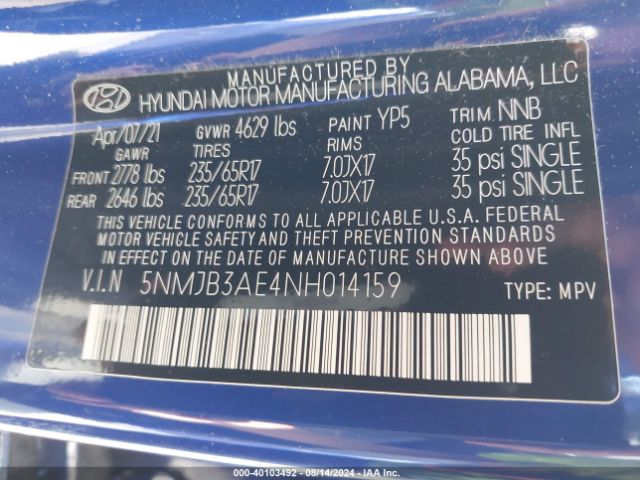 MANUFACTURED BY
HYUNDAI MOTOR MANUFACTURING ALABAMA, LLC
Apr/07/21 GVWR 4629 lbs PAINT YP5 TRIM. NNB
GAWR TIRES RIMS COLD TIRE INFL
FRONT 2778 lbs 235/65R17 7.0JX17 35 psi SINGLE
REAR 2646 lbs 235/65R17 7.0JX17 35 psi SINGLE
THIS VEHICLE CONFORMS TO ALL APPLICABLE U.S.A. FEDERAL
MOTOR VEHICLE SAFETY AND THEFT PREVENTION STANDARDS
IN EFFECT ON THE DATE OF MANUFACTURE SHOWN ABOVE
V.I.N 5NMJB3AE4NH014159 TYPE: MPV
000-40103492 - 08/14/2024 - IAA Inc.